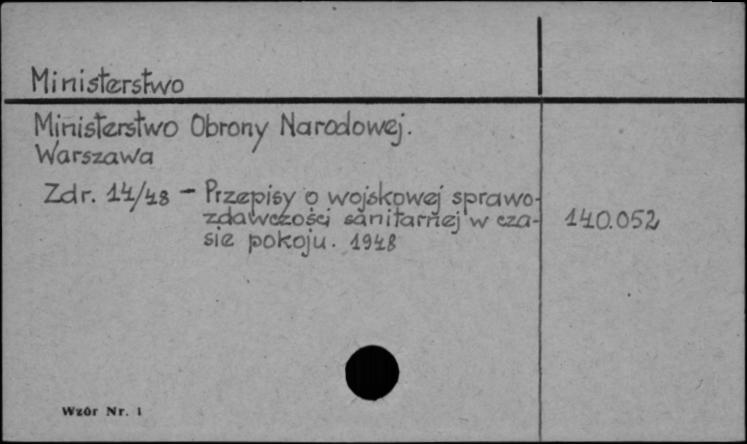 Ministerstwo
Ministerstwo Obrony Narodowej.
Warszawa
Zdr. 14/48 - Przepisy o wojskowej sprawo-
zdawczości sanitarnej w cza- 140.052
sie pokoju. 1948
Wzór Nr. 1